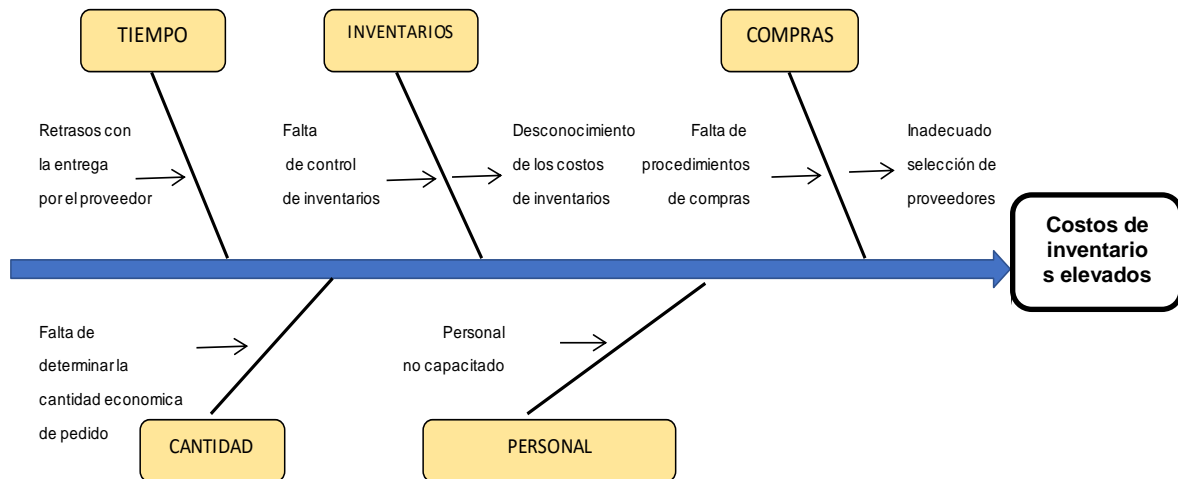 TIEMPO
INVENTARIOS
COMPRAS
Retrasos con
la entrega
por el proveedor
Falta
de control
de inventarios
Desconocimiento
de los costos
de inventarios
Falta de
procedimientos
de compras
Inadecuado
selección de
proveedores
Costos de
inventario
s elevados
Falta de
determinar la
cantidad economica
de pedido
Personal
no capacitado
CANTIDAD
PERSONAL